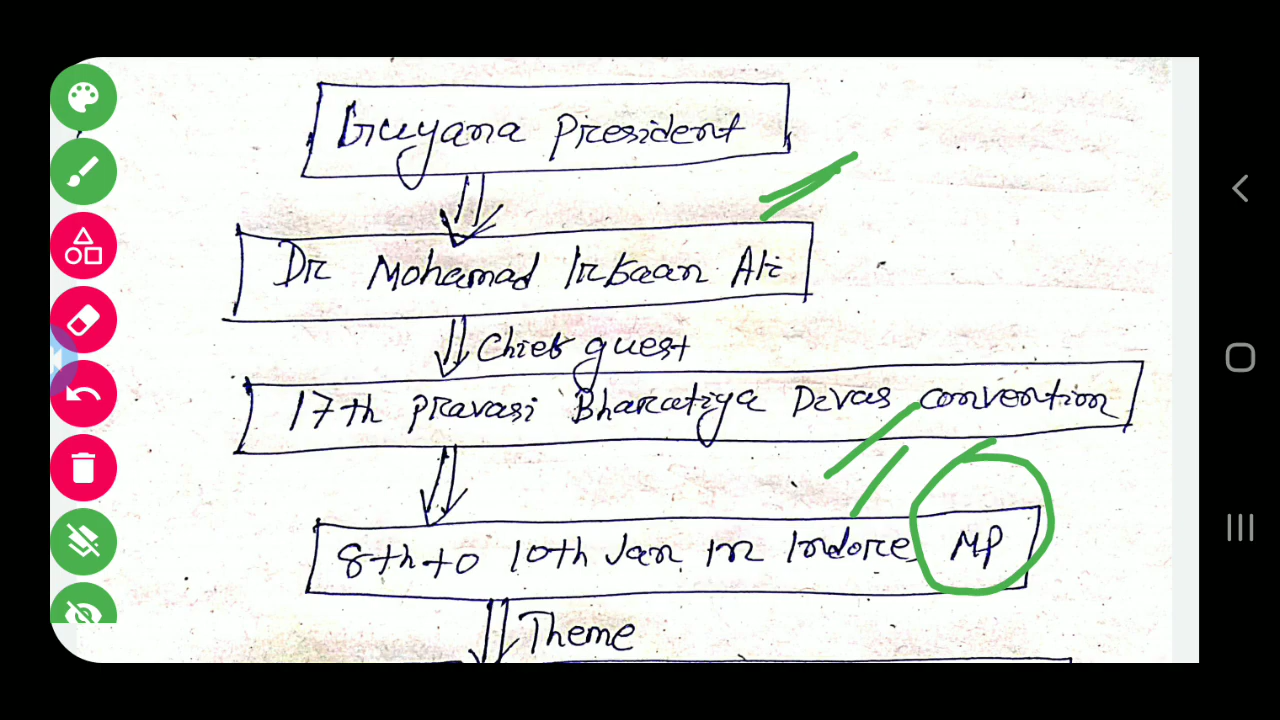 Guyana President
Dr Mohamad Irfaan Ali
Chief guest
17th Pravasi Bharatiya Divas convention
8th to 10th Jan in Indore MP
Theme